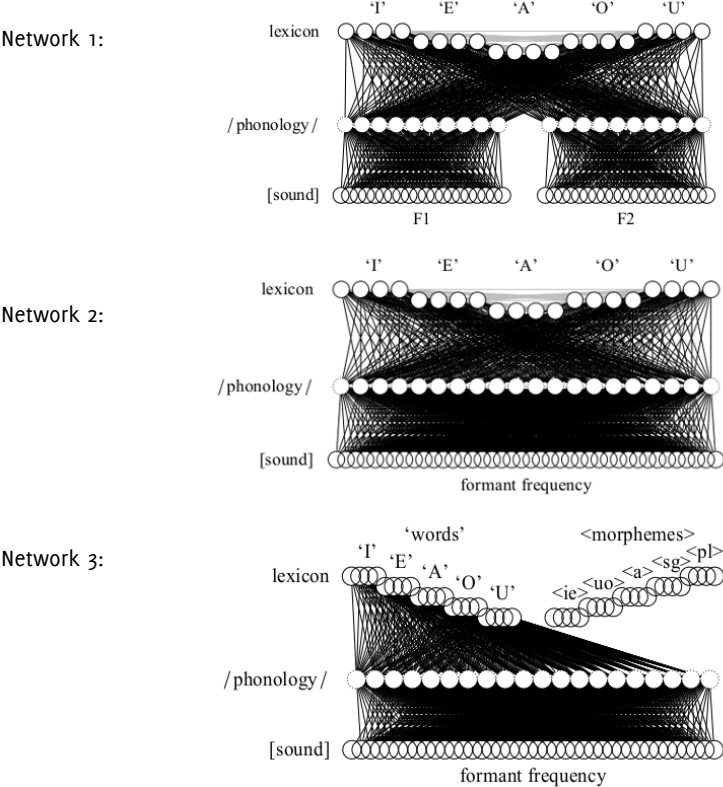 Network 1:
‘I’ ‘E’ ‘A’ ‘O’ ‘U’
lexicon
/phonology/
[sound]
F1 F2
Network 2:
‘I’ ‘E’ ‘A’ ‘O’ ‘U’
lexicon
/phonology/
[sound]
formant frequency
Network 3:
‘words’ <morphemes>
‘I’ ‘E’ ‘A’ ‘O’ ‘U’ <ie> <uo> <a> <sg> <pl>
lexicon
/phonology/
[sound]
formant frequency